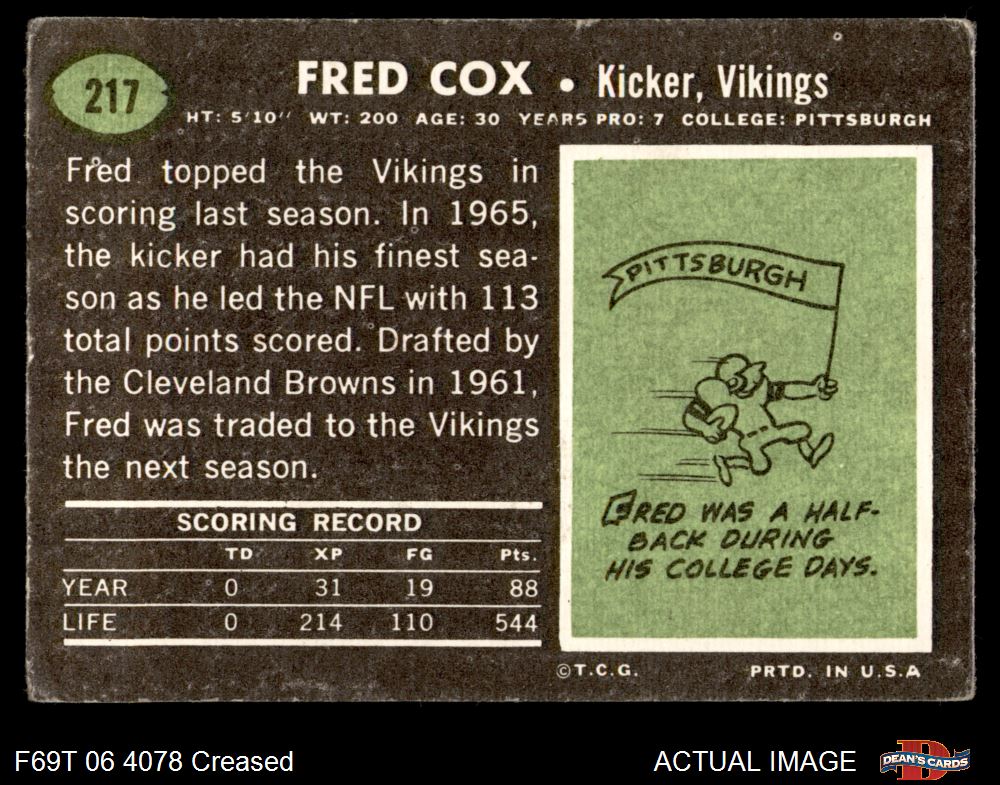 217
FRED COX • Kicker, Vikings
HT: 5'10" WT: 200 AGE: 30 YEARS PRO: 7 COLLEGE: PITTSBURGH
Fred topped the Vikings in
scoring last season. In 1965,
the kicker had his finest sea-
son as he led the NFL with 113
total points scored. Drafted by
the Cleveland Browns in 1961,
Fred was traded to the Vikings
the next season.
SCORING RECORD
TD XP FG Pts.
YEAR 0 31 19 88
LIFE 0 214 110 544
PITTSBURGH
FRED WAS A HALF-
BACK DURING
HIS COLLEGE DAYS.
©T.C.G. PRTD. IN U.S.A
F69T 06 4078 Creased
ACTUAL IMAGE
DEAN'S CARDS